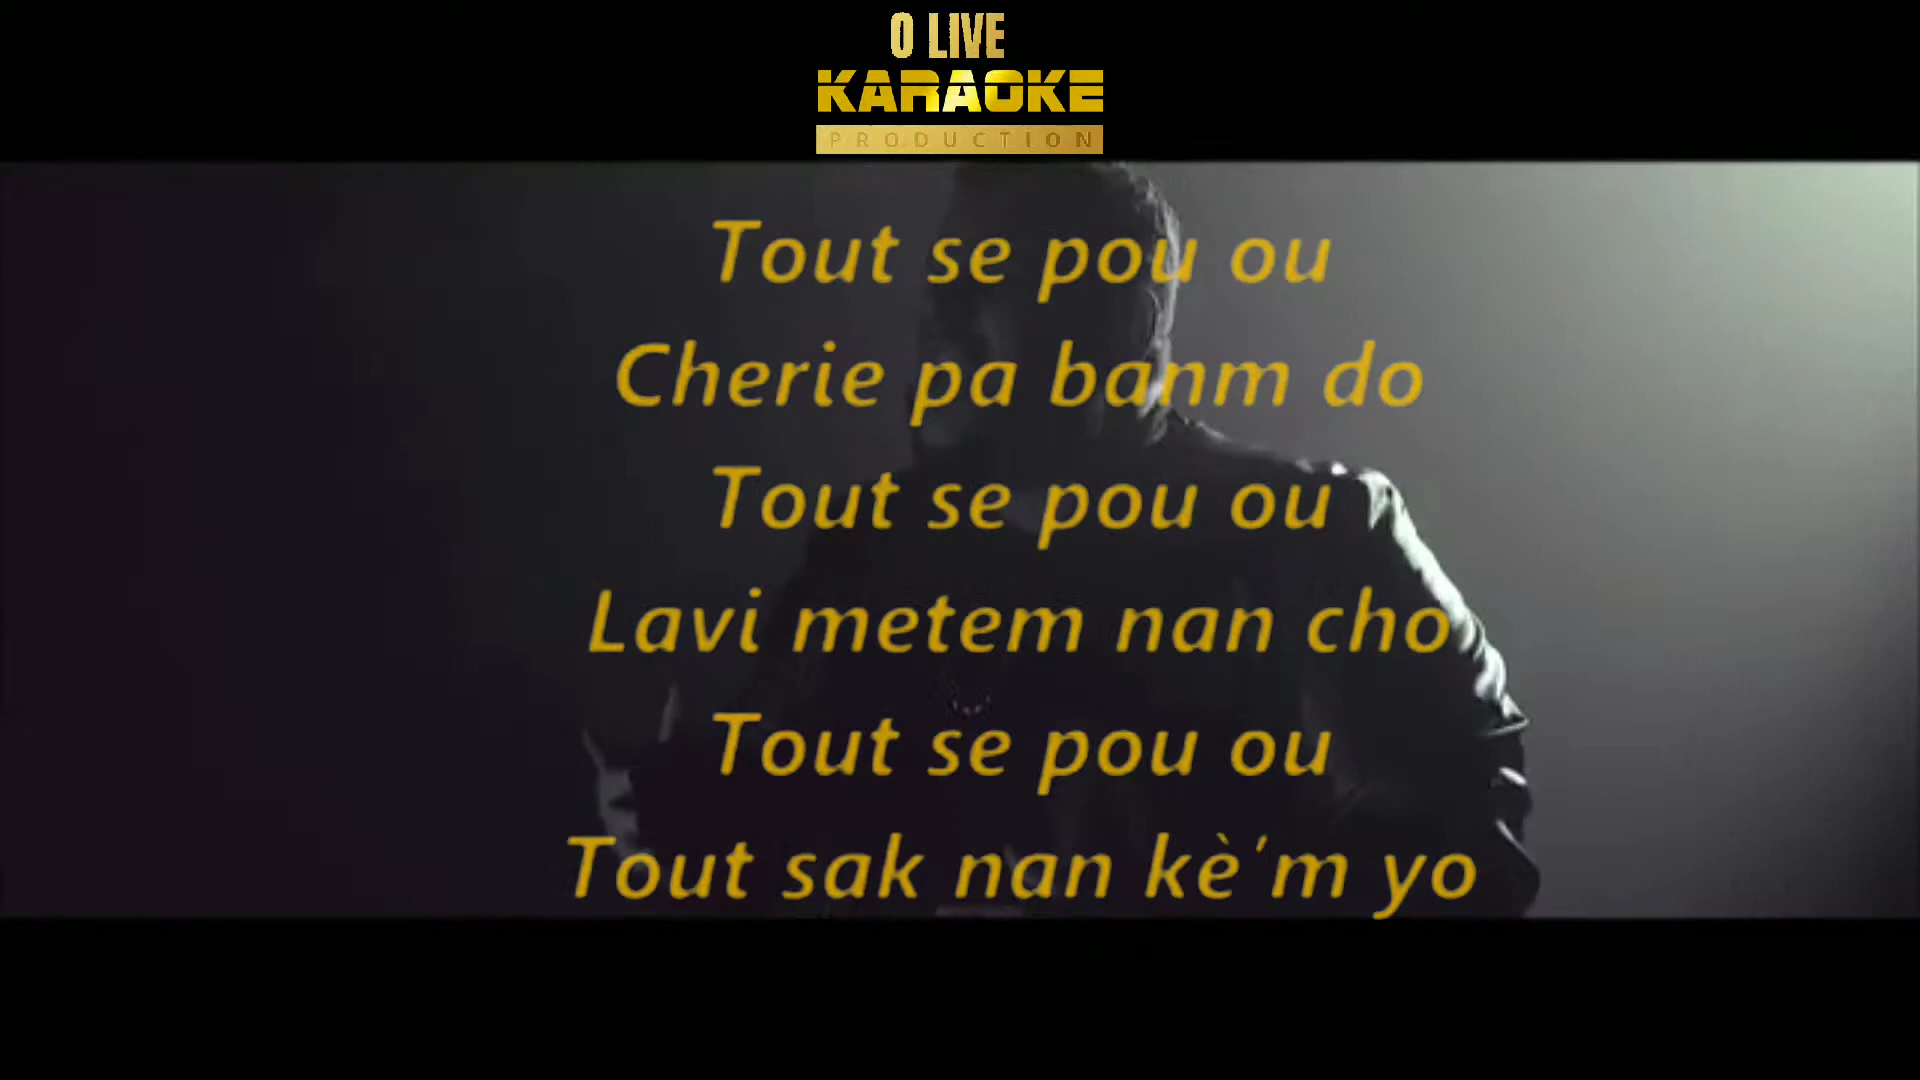 O LIVE
KARAOKE
PRODUCTION
Tout se pou ou
Cherie pa banm do
Tout se pou ou
Lavi metem nan cho
Tout se pou ou
Tout sak nan kè'm yo